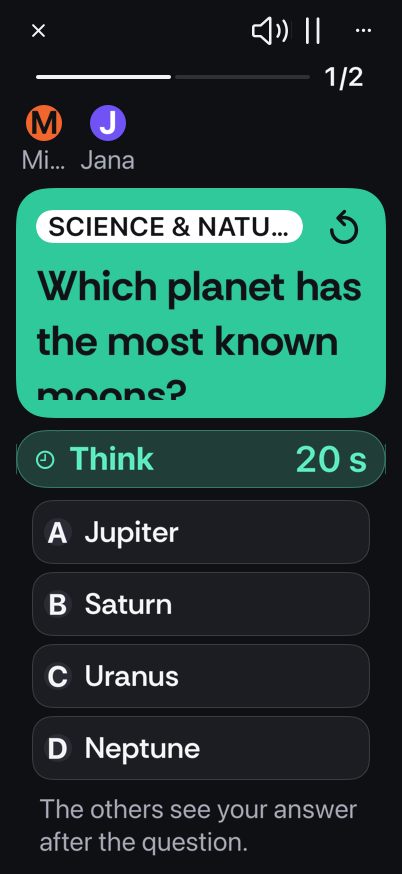 1/2
M J
Mi... Jana
SCIENCE & NATU...
Which planet has
the most known
moons?
Think 20 s
A Jupiter
B Saturn
C Uranus
D Neptune
The others see your answer
after the question.